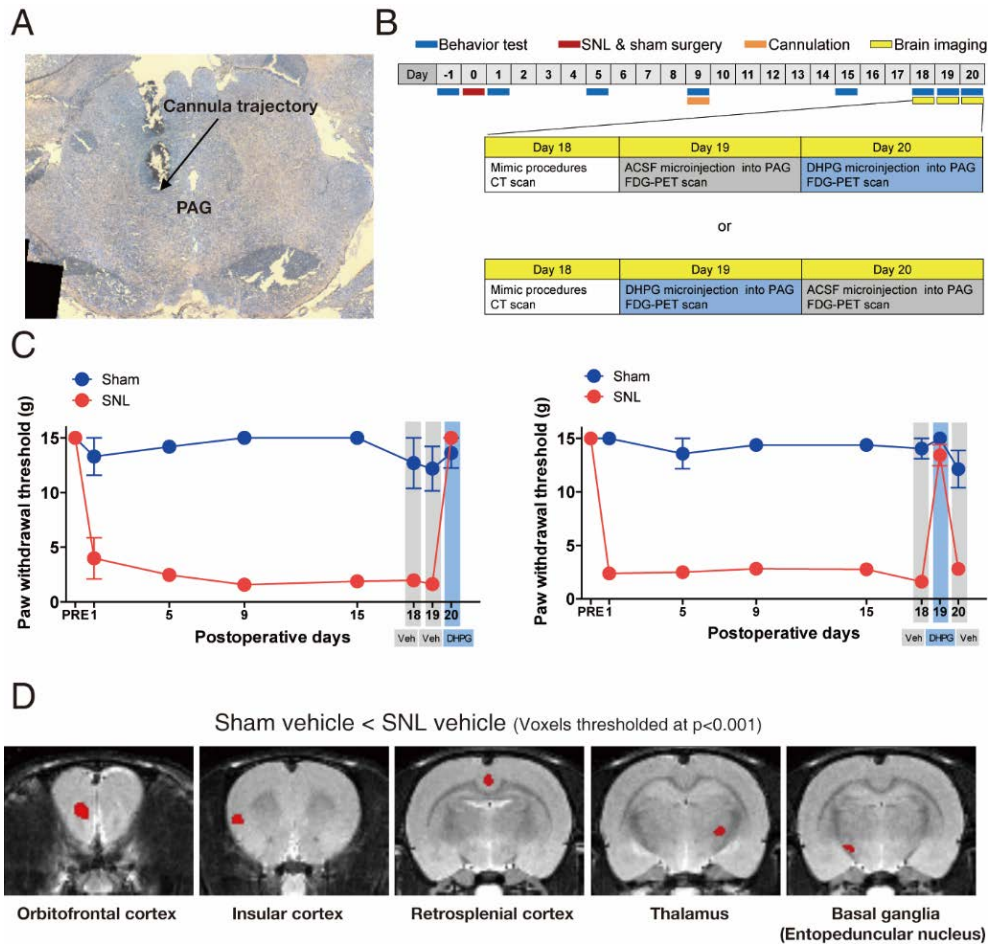 A
Cannula trajectory
PAG
B
Behavior test SNL & sham surgery Cannulation Brain imaging
Day -1 0 1 2 3 4 5 6 7 8 9 10 11 12 13 14 15 16 17 18 19 20
Day 18 Day 19 Day 20
Mimic procedures ACSF microinjection into PAG DHPG microinjection into PAG
CT scan FDG-PET scan FDG-PET scan
or
Day 18 Day 19 Day 20
Mimic procedures DHPG microinjection into PAG ACSF microinjection into PAG
CT scan FDG-PET scan FDG-PET scan
C
Sham
SNL
Paw withdrawal threshold (g)
15
10
5
0
PRE 1 5 9 15 18 19 20
Postoperative days
Veh Veh DHPG
Sham
SNL
Paw withdrawal threshold (g)
15
10
5
0
PRE 1 5 9 15 18 19 20
Postoperative days
Veh DHPG Veh
D
Sham vehicle < SNL vehicle (Voxels thresholded at p<0.001)
Orbitofrontal cortex Insular cortex Retrosplenial cortex Thalamus Basal ganglia
(Entopeduncular nucleus)